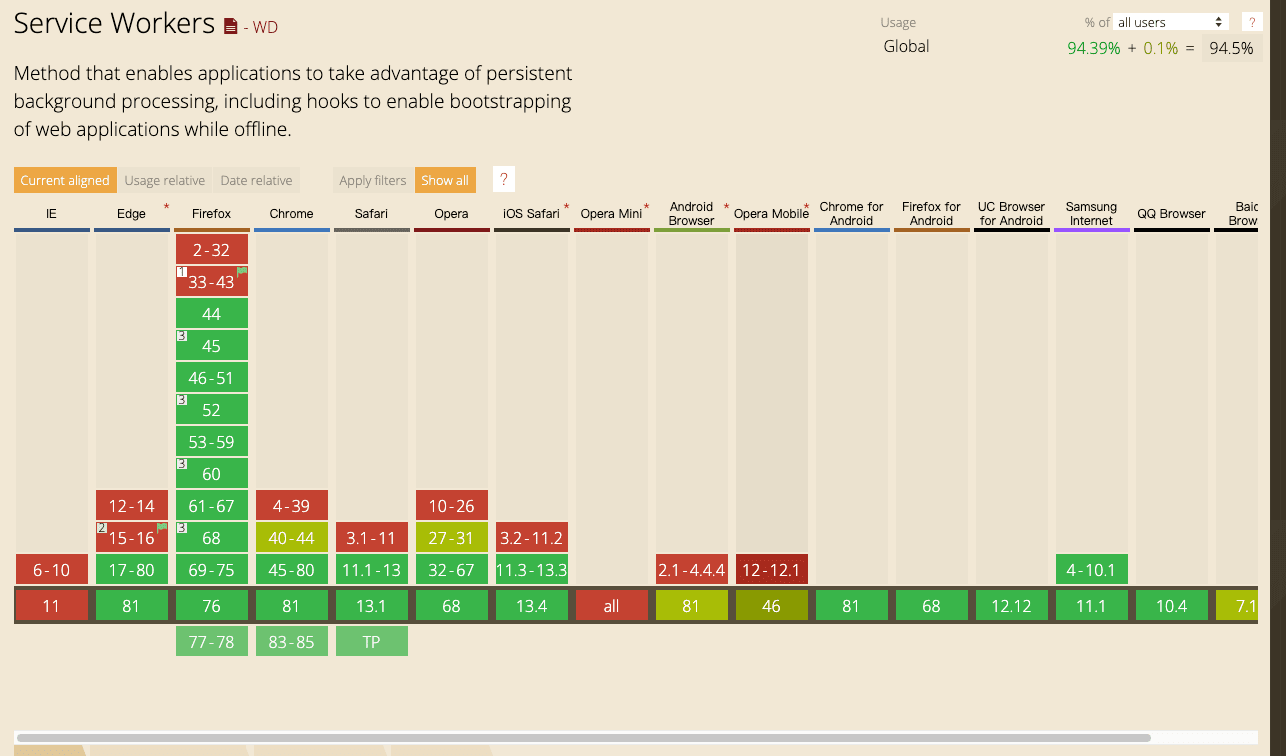 Service Workers - WD
Usage % of all users ?
Global 94.39% + 0.1% = 94.5%
Method that enables applications to take advantage of persistent
background processing, including hooks to enable bootstrapping
of web applications while offline.
Current aligned Usage relative Date relative Apply filters Show all ?
IE Edge * Firefox Chrome Safari Opera iOS Safari * Opera Mini * Android Browser * Opera Mobile * Chrome for Android Firefox for Android UC Browser for Android Samsung Internet QQ Browser Baid Brow
2-32
1 33-43
44
3 45
46-51
3 52
53-59
3 60
12-14 61-67 4-39 10-26
2 15-16 3 68 40-44 3.1-11 27-31 3.2-11.2
6-10 17-80 69-75 45-80 11.1-13 32-67 11.3-13.3 2.1-4.4.4 12-12.1 4-10.1
11 81 76 81 13.1 68 13.4 all 81 46 81 68 12.12 11.1 10.4 7.1
77-78 83-85 TP